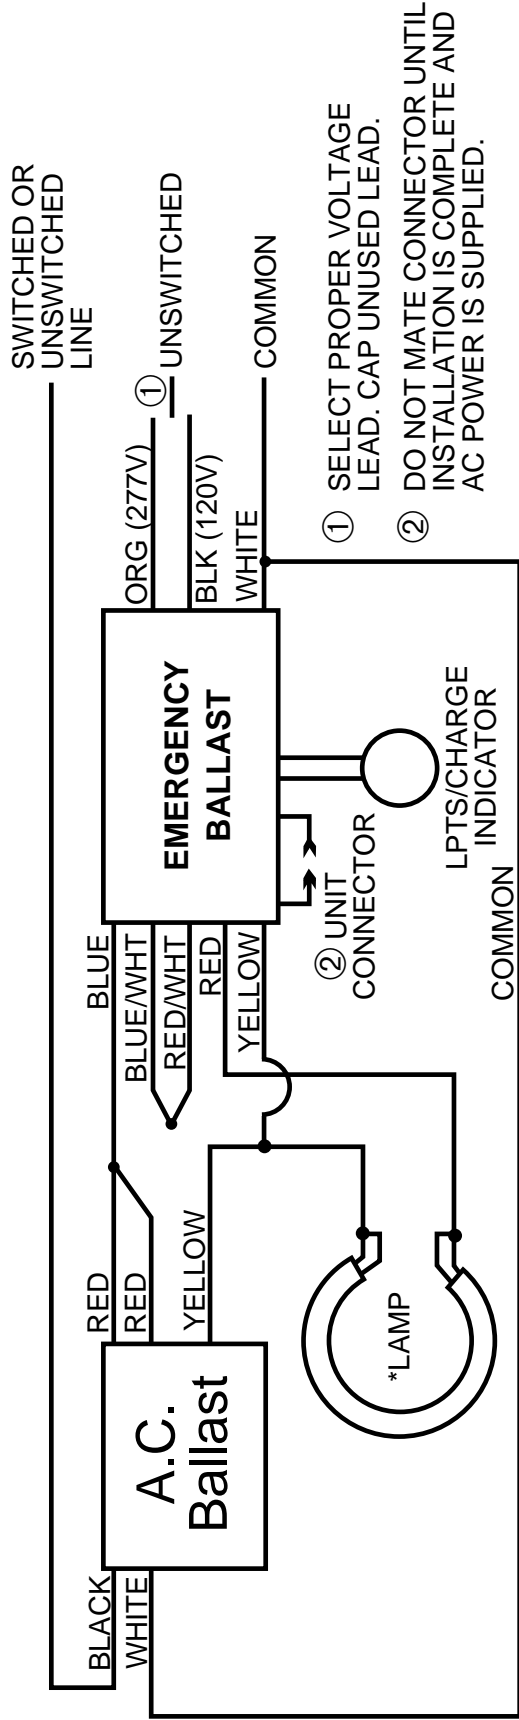 SWITCHED OR
UNSWITCHED
LINE
BLACK
WHITE
A.C.
Ballast
RED
RED
YELLOW
BLUE
BLUE/WHT
RED/WHT
RED
YELLOW
EMERGENCY
BALLAST
ORG (277V)
①
UNSWITCHED
BLK (120V)
WHITE
COMMON
② UNIT
CONNECTOR
LPTS/CHARGE
INDICATOR
*LAMP
COMMON
① SELECT PROPER VOLTAGE
LEAD. CAP UNUSED LEAD.
② DO NOT MATE CONNECTOR UNTIL
INSTALLATION IS COMPLETE AND
AC POWER IS SUPPLIED.